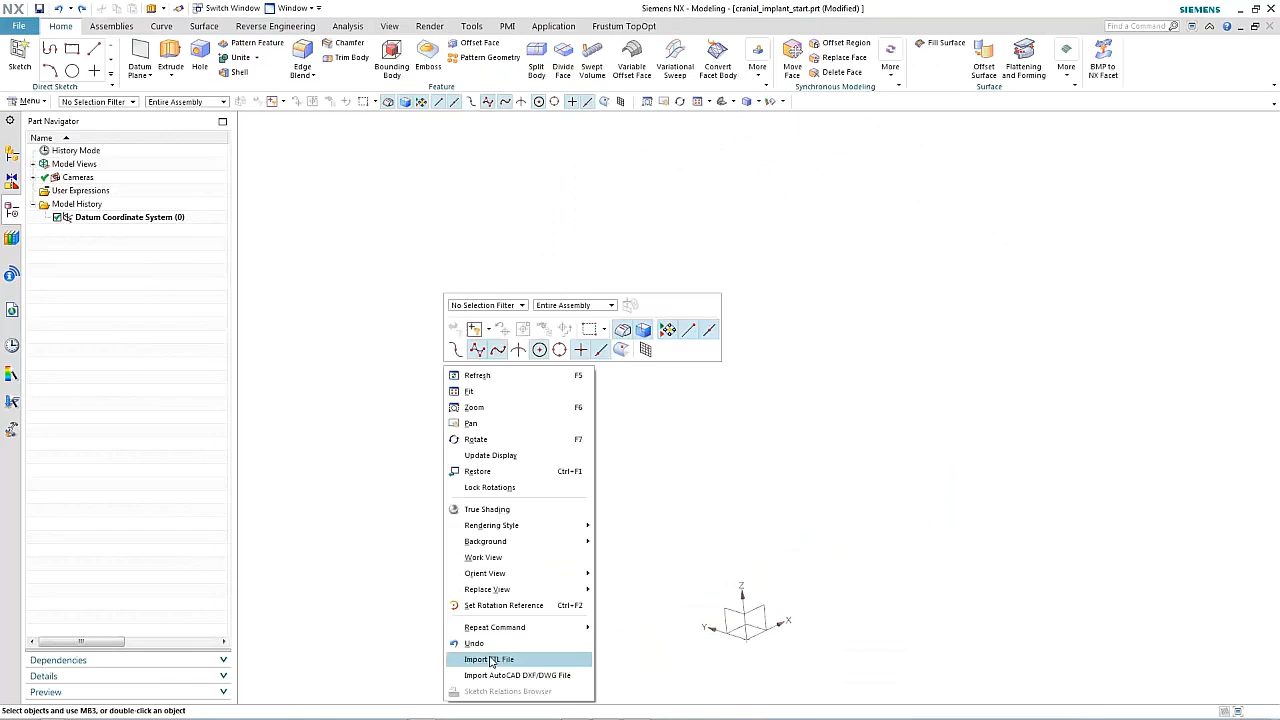 NX
Switch Window
Window
Siemens NX - Modeling - [cranial_implant_start.prt (Modified) ]
SIEMENS
File
Home
Assemblies
Curve
Surface
Reverse Engineering
Analysis
View
Render
Tools
PMI
Application
Frustum TopOpt
Find a Command
Sketch
Direct Sketch
Datum Plane
Extrude
Hole
Pattern Feature
Unite
Shell
Edge Blend
Chamfer
Trim Body
Bounding Body
Emboss
Offset Face
Pattern Geometry
Split Body
Divide Face
Swept Volume
Variable Offset Face
Variational Sweep
Convert Facet Body
More
Feature
Move Face
Offset Region
Replace Face
Delete Face
More
Synchronous Modeling
Fill Surface
Offset Surface
Flattening and Forming
More
Surface
BMP to NX Facet
Menu
No Selection Filter
Entire Assembly
Part Navigator
Name
History Mode
Model Views
Cameras
User Expressions
Model History
Datum Coordinate System (0)
No Selection Filter
Entire Assembly
Refresh F5
Fit
Zoom F6
Pan
Rotate F7
Update Display
Restore Ctrl+F1
Lock Rotations
True Shading
Rendering Style
Background
Work View
Orient View
Replace View
Set Rotation Reference Ctrl+F2
Repeat Command
Undo
Import STL File
Import AutoCAD DXF/DWG File
Sketch Relations Browser
Z
Y
X
Dependencies
Details
Preview
Select objects and use MB3, or double-click an object